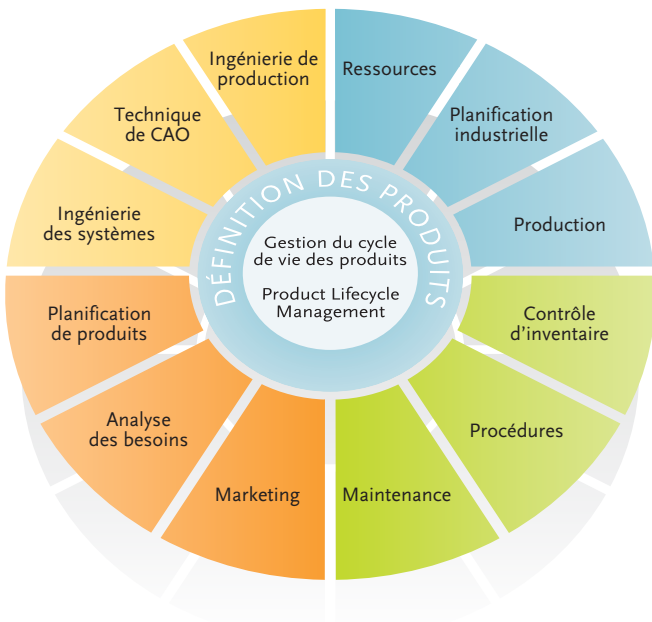 Ingénierie de
production
Ressources
Technique
de CAO
Planification
industrielle
Ingénierie
des systèmes
Production
DÉFINITION DES PRODUITS
Gestion du cycle
de vie des produits
Product Lifecycle
Management
Planification
de produits
Contrôle
d'inventaire
Analyse
des besoins
Procédures
Marketing
Maintenance